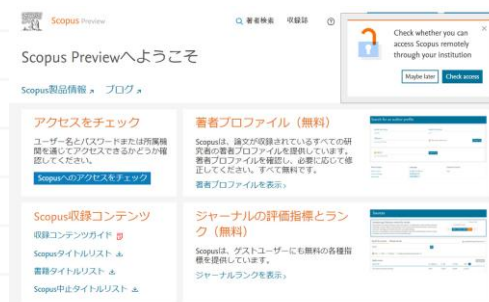 Scopus Preview
著者検索 収録誌
Check whether you can
access Scopus remotely
through your institution
Maybe later Check access
Scopus Previewへようこそ
Scopus製品情報 ブログ
アクセスをチェック
ユーザー名とパスワードまたは所属機
関を通じてアクセスできるかどうか確
認してください。
Scopusへのアクセスをチェック
著者プロファイル（無料）
Scopusは、論文が収録されているすべての研
究者の著者プロファイルを提供しています。
著者プロファイルを確認し、必要に応じて修
正してください。すべて無料です。
著者プロファイルを表示
Scopus収録コンテンツ
収録コンテンツガイド
Scopusタイトルリスト
書籍タイトルリスト
Scopus中止タイトルリスト
ジャーナルの評価指標とラン
ク（無料）
Scopusは、ゲストユーザーにも無料の各種指
標を提供しています。
ジャーナルランクを表示